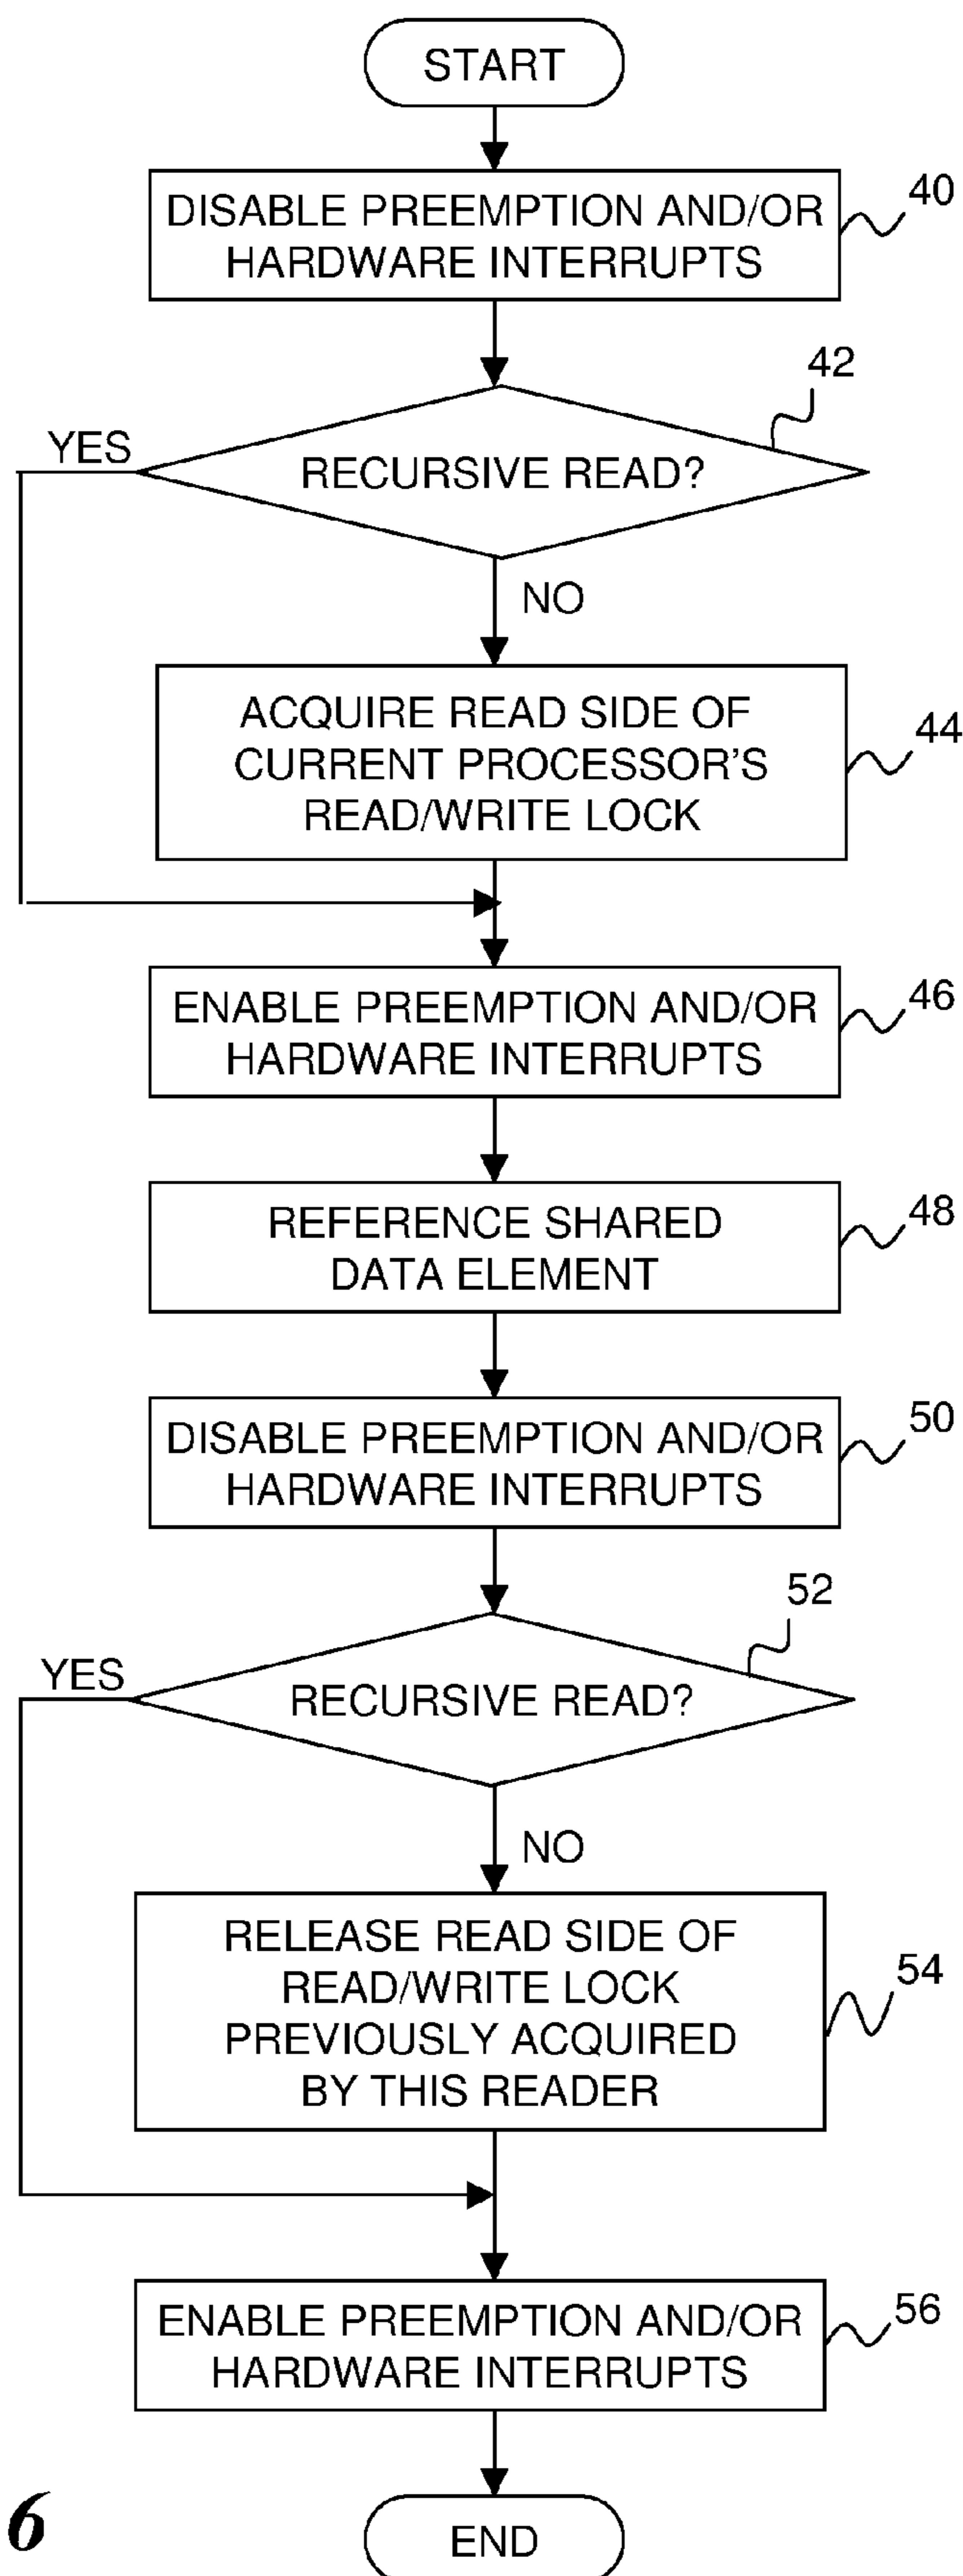 START
DISABLE PREEMPTION AND/OR
HARDWARE INTERRUPTS
40
42
YES
RECURSIVE READ?
NO
ACQUIRE READ SIDE OF
CURRENT PROCESSOR'S
READ/WRITE LOCK
44
ENABLE PREEMPTION AND/OR
HARDWARE INTERRUPTS
46
REFERENCE SHARED
DATA ELEMENT
48
DISABLE PREEMPTION AND/OR
HARDWARE INTERRUPTS
50
52
YES
RECURSIVE READ?
NO
RELEASE READ SIDE OF
READ/WRITE LOCK
PREVIOUSLY ACQUIRED
BY THIS READER
54
ENABLE PREEMPTION AND/OR
HARDWARE INTERRUPTS
56
6
END